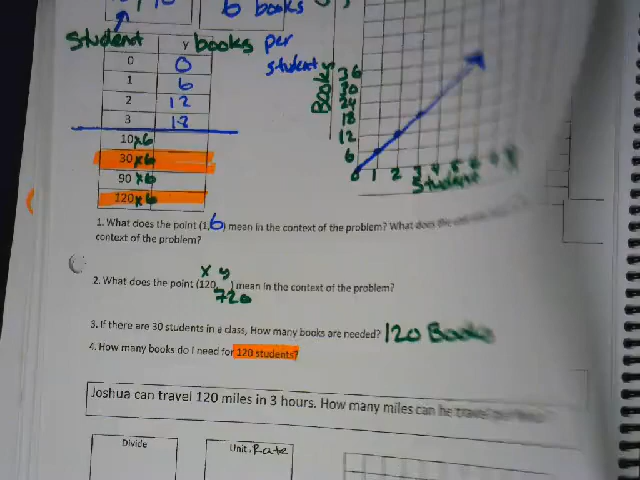 6 books
Student y books per
student
0 0
1 6
2 12
3 18
10 x6
30 x6
90 x6
120 x6
Books
36
30
24
18
12
6
0 1 2 3 4 5 6
Student
1. What does the point (1,6) mean in the context of the problem? What does the
context of the problem?
x y
2. What does the point (120, ) mean in the context of the problem?
720
3. If there are 30 students in a class, How many books are needed? 120 Books
4. How many books do I need for 120 students?
Joshua can travel 120 miles in 3 hours. How many miles can he travel
Divide
Unit Rate